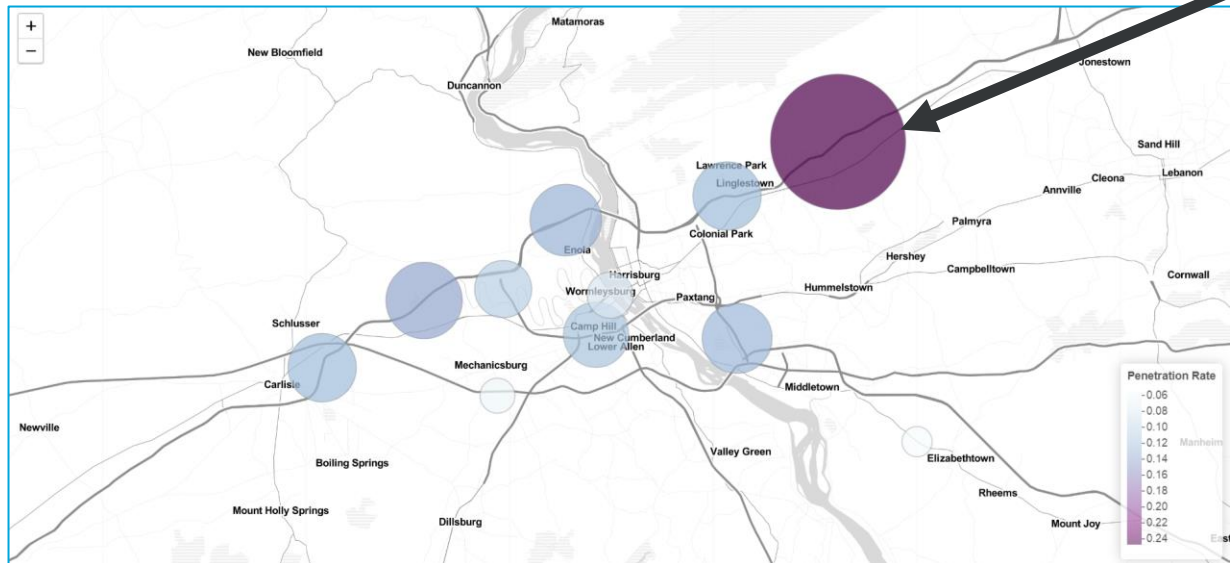 +
−
Matamoras
New Bloomfield
Duncannon
Jonestown
Sand Hill
Lebanon
Cleona
Annville
Lawrence Park
Linglestown
Palmyra
Colonial Park
Enola
Hershey
Campbelltown
Cornwall
Harrisburg
Hummelstown
Wormleysburg
Paxtang
Schlusser
Camp Hill
New Cumberland
Lower Allen
Mechanicsburg
Carlisle
Middletown
Newville
Boiling Springs
Valley Green
Elizabethtown
Manheim
Rheems
Mount Holly Springs
Dillsburg
Mount Joy
East
Penetration Rate
0.06
0.08
0.10
0.12
0.14
0.16
0.18
0.20
0.22
0.24